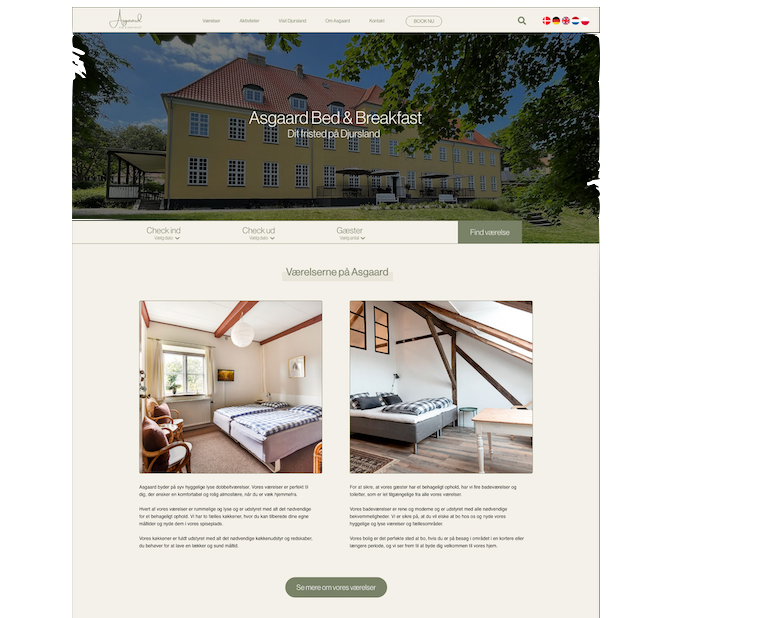 Asgaard
Værelser Aktiviteter Visit Djursland Om Asgaard Kontakt BOOK NU
Asgaard Bed & Breakfast
Dit fristed på Djursland
Check ind Check ud Gæster Find værelse
Vælg dato Vælg dato Vælg antal
Værelserne på Asgaard
Asgaard byder på syv hyggelige lyse dobbeltværelser. Vores værelser er perfekt til
dig, der ønsker en komfortabel og rolig atmosfære, når du er væk hjemmefra.
Hvert af vores værelser er rummelige og lyse og er udstyret med alt det nødvendige
for et behageligt ophold. Vi har to fælles køkkener, hvor du kan tilberede dine egne
måltider og nyde dem i vores spiseplads.
Vores køkkener er fuldt udstyret med alt det nødvendige køkkenudstyr og redskaber,
du behøver for at lave en lækker og sund måltid.
For at sikre, at vores gæster har et behageligt ophold, har vi fire badeværelser og
toiletter, som er let tilgængelige fra alle vores værelser.
Vores badeværelser er rene og moderne og er udstyret med alle nødvendige
bekvemmeligheder. Vi er sikre på, at du vil elske at bo hos os og nyde vores
hyggelige og lyse værelser og fællesområder.
Vores bolig er det perfekte sted at bo, hvis du er på besøg i området i en kortere eller
længere periode, og vi ser frem til at byde dig velkommen til vores hjem.
Se mere om vores værelser